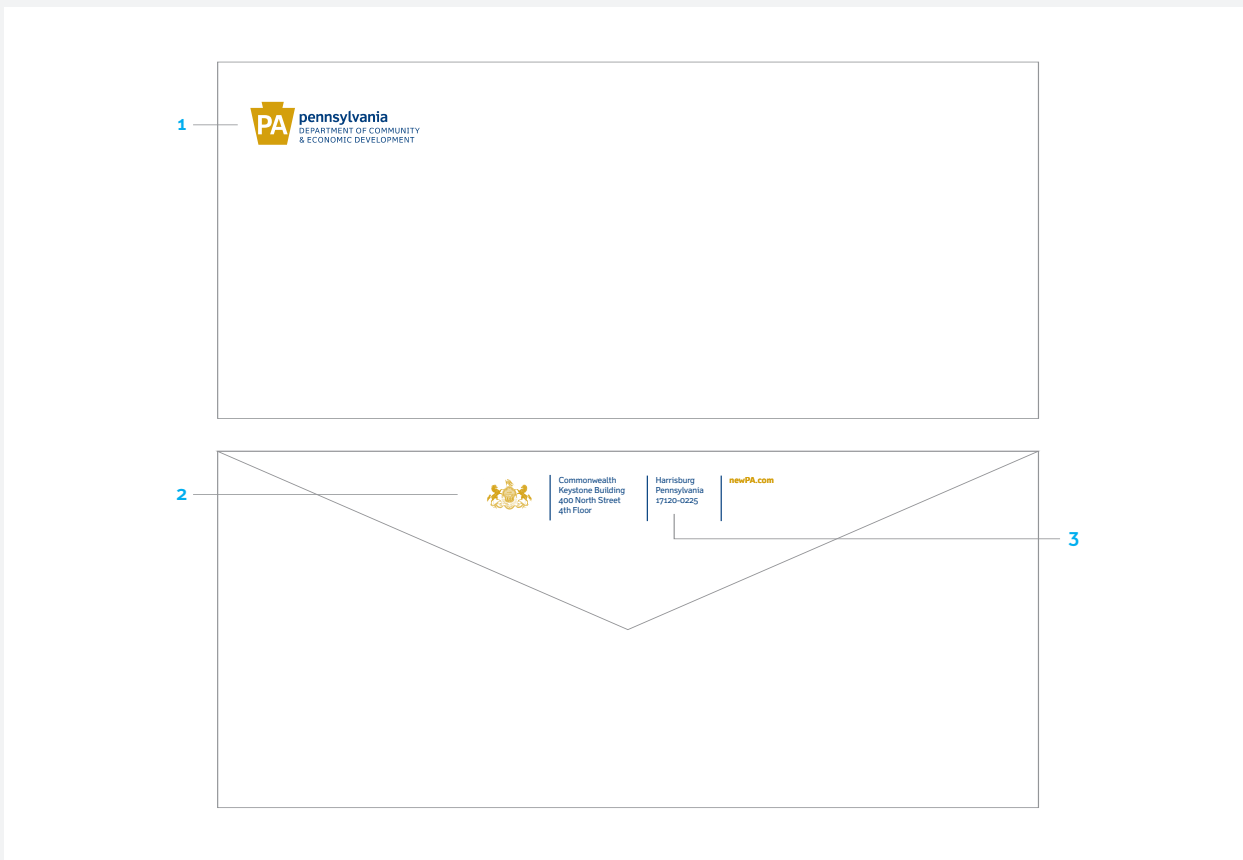 1
PA
pennsylvania
DEPARTMENT OF COMMUNITY
& ECONOMIC DEVELOPMENT
2
Commonwealth
Keystone Building
400 North Street
4th Floor
Harrisburg
Pennsylvania
17120-0225
newPA.com
3